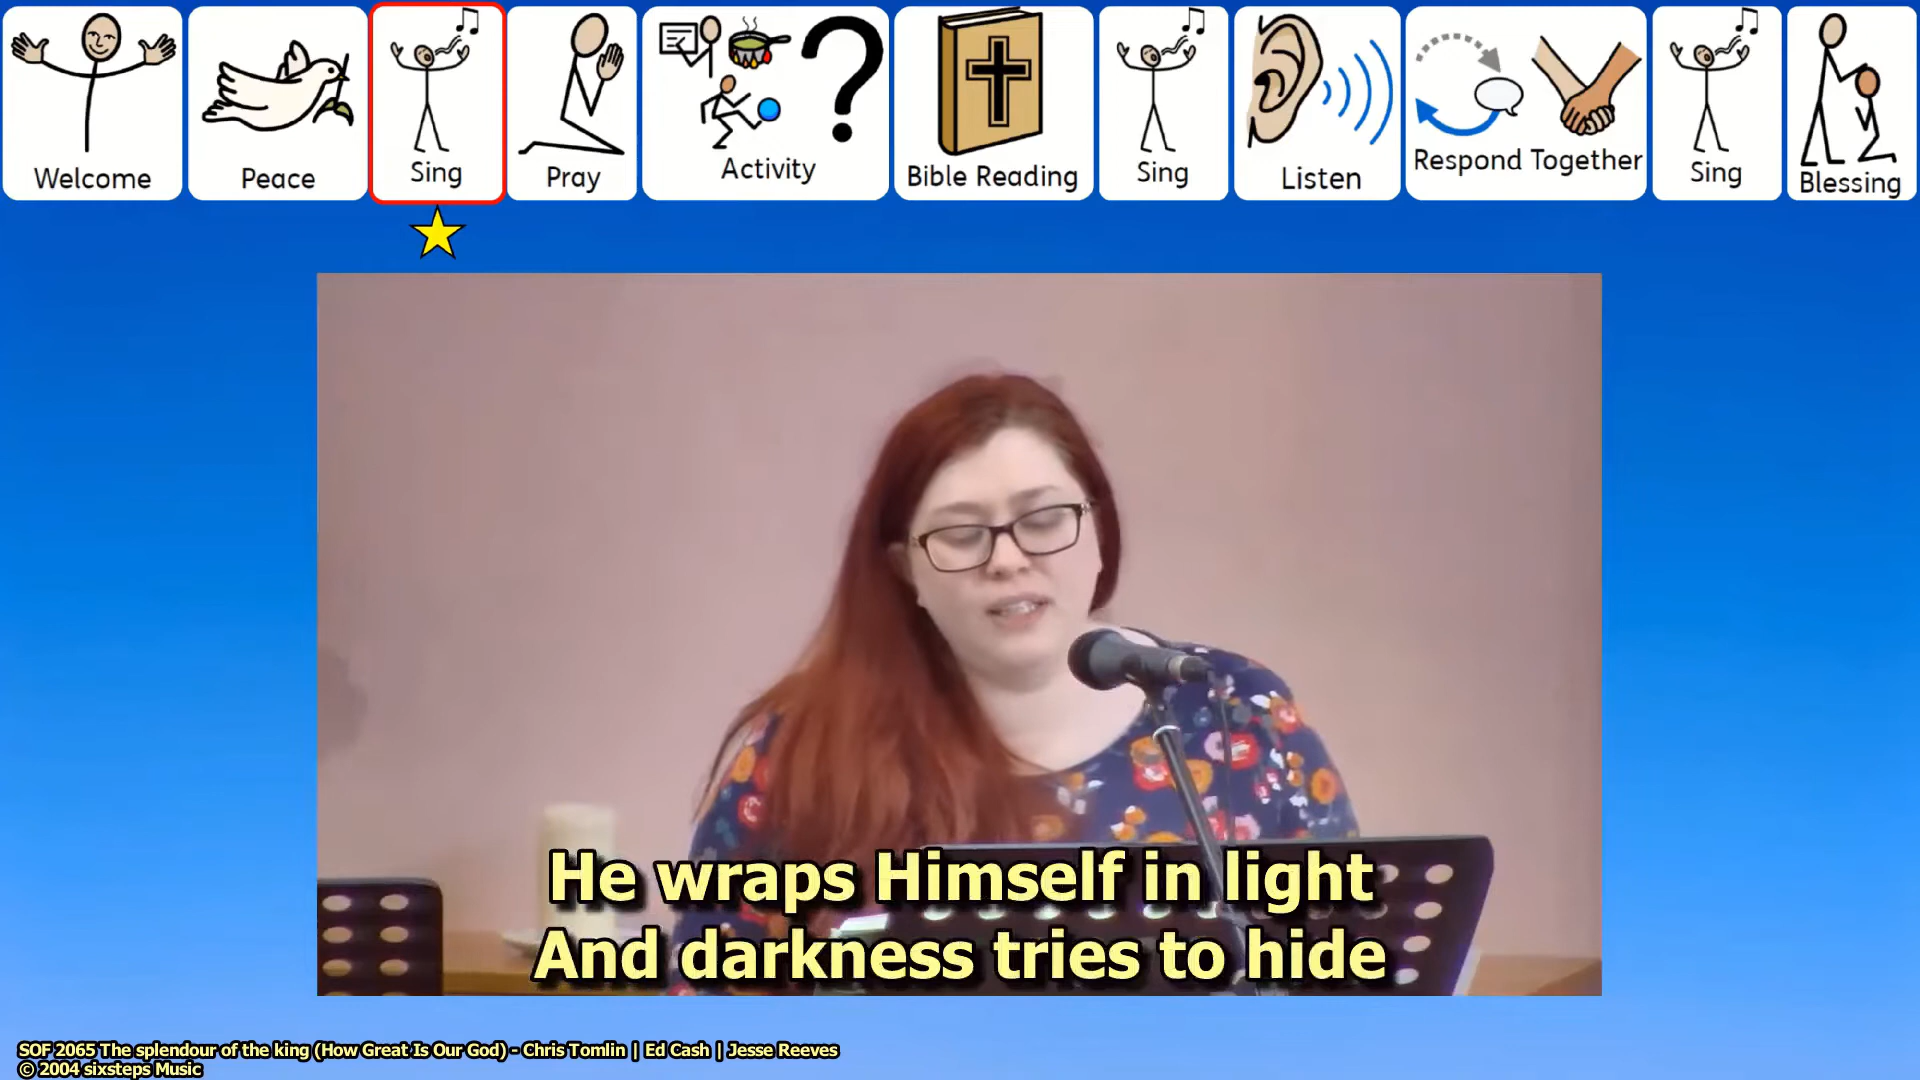 Welcome
Peace
Sing
Pray
Activity
Bible Reading
Sing
Listen
Respond Together
Sing
Blessing
He wraps Himself in light
And darkness tries to hide
SOF 2065 The splendour of the king (How Great Is Our God) - Chris Tomlin | Ed Cash | Jesse Reeves
© 2004 sixsteps Music